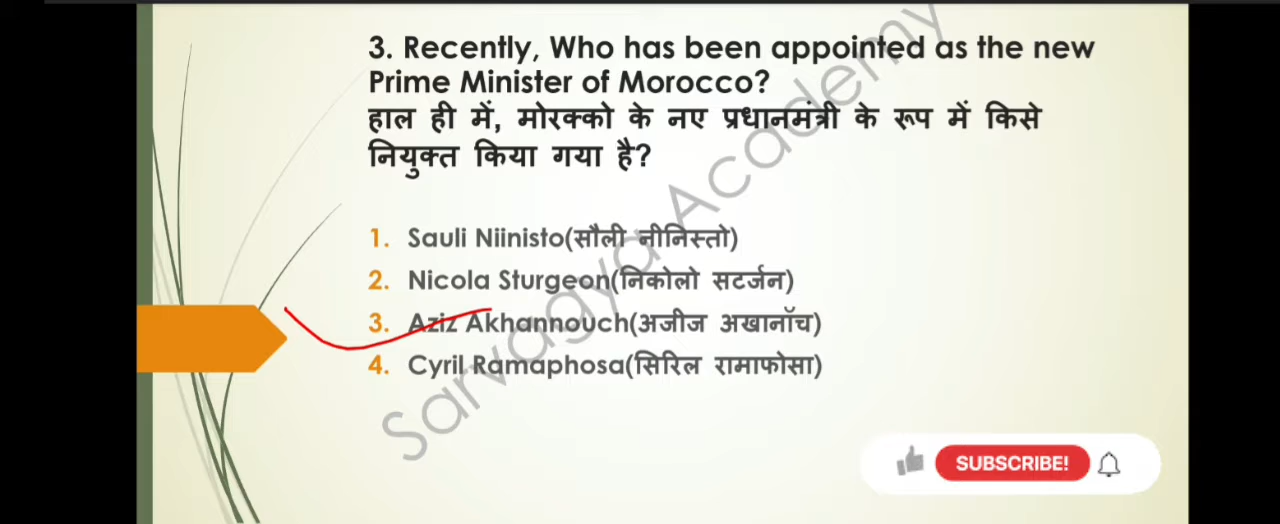 3. Recently, Who has been appointed as the new
Prime Minister of Morocco?
हाल ही में, मोरक्को के नए प्रधानमंत्री के रूप में किसे
नियुक्त किया गया है?
1. Sauli Niinisto(सौली नीनिस्तो)
2. Nicola Sturgeon(निकोलो सटर्जन)
3. Aziz Akhannouch(अजीज अखानॉच)
4. Cyril Ramaphosa(सिरिल रामाफोसा)
Sarvagya Academy
SUBSCRIBE!